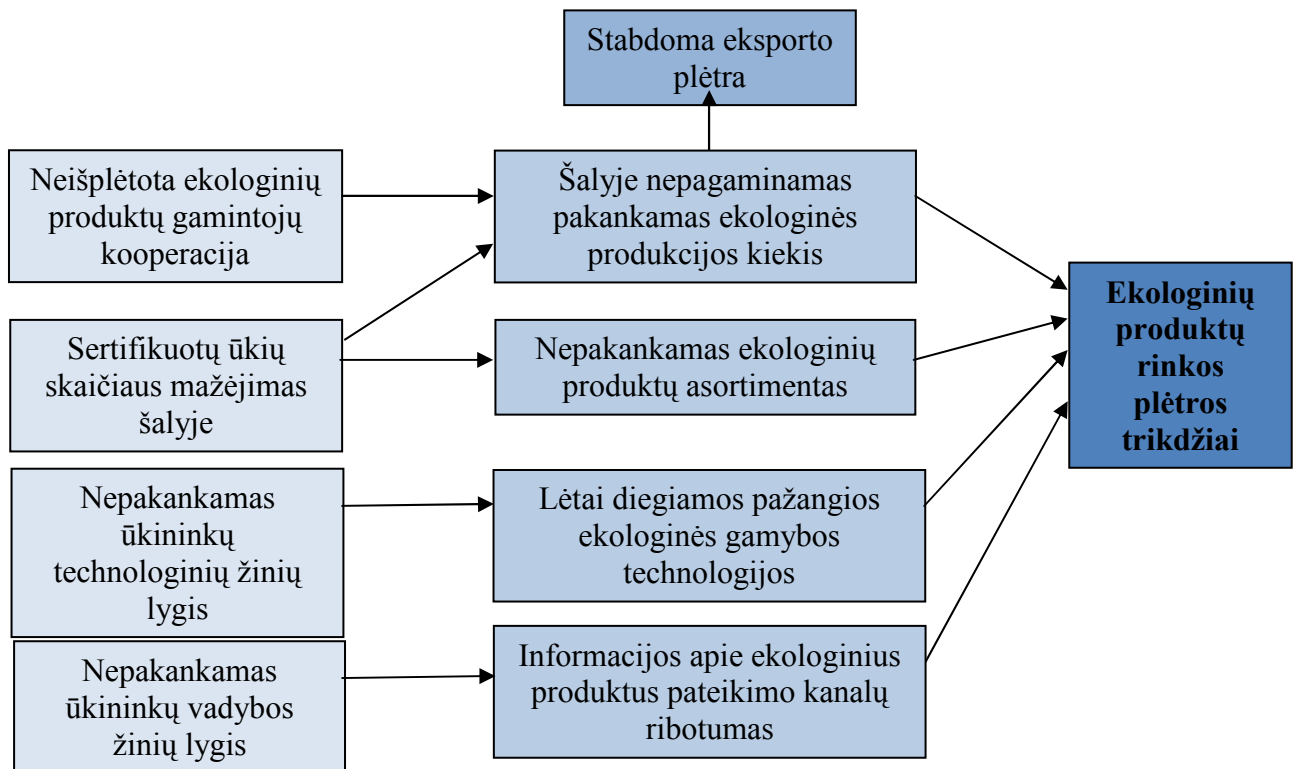 Stabdoma eksporto
plėtra
Neišplėtota ekologinių
produktų gamintojų
kooperacija
Šalyje nepagaminamas
pakankamas ekologinės
produkcijos kiekis
Sertifikuotų ūkių
skaičiaus mažėjimas
šalyje
Nepakankamas ekologinių
produktų asortimentas
Ekologinių
produktų
rinkos
plėtros
trikdžiai
Nepakankamas
ūkininkų
technologinių žinių
lygis
Lėtai diegiamos pažangios
ekologinės gamybos
technologijos
Nepakankamas
ūkininkų vadybos
žinių lygis
Informacijos apie ekologinius
produktus pateikimo kanalų
ribotumas